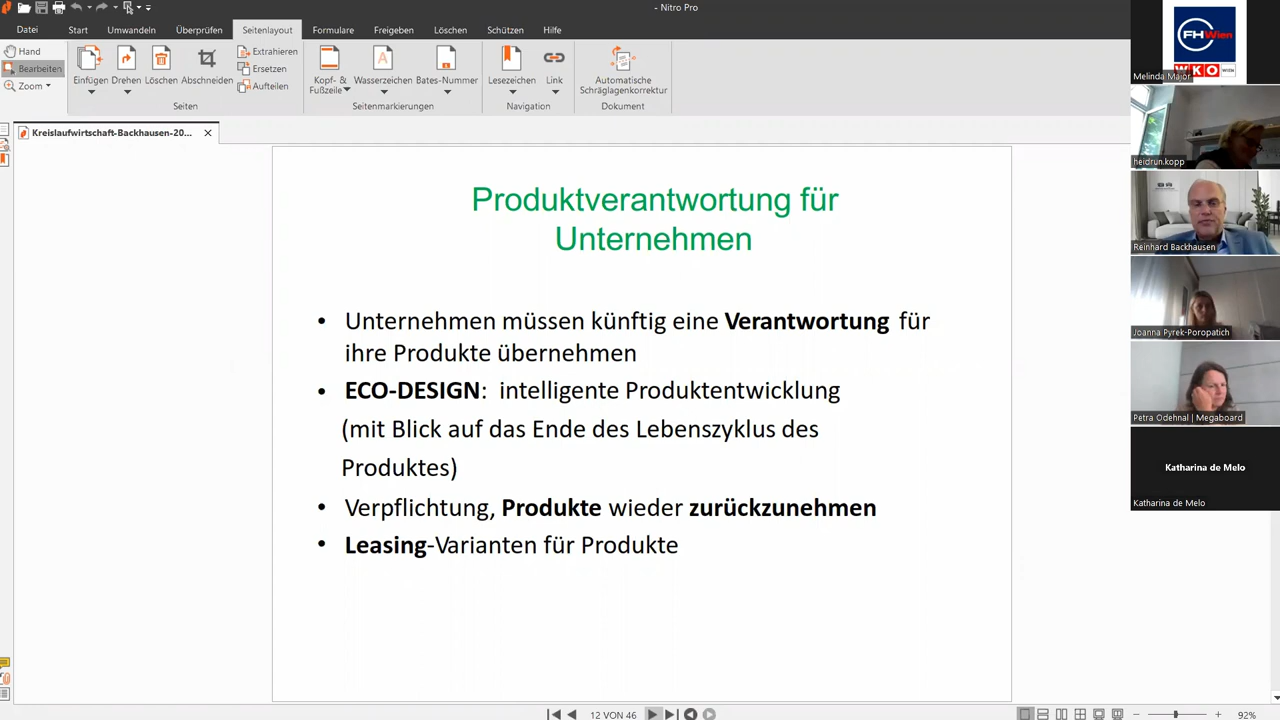 - Nitro Pro
Datei
Start
Umwandeln
Überprüfen
Seitenlayout
Formulare
Freigeben
Löschen
Schützen
Hilfe
Hand
Bearbeiten
Zoom
Einfügen
Drehen
Löschen
Abschneiden
Extrahieren
Ersetzen
Aufteilen
Seiten
Kopf- &
Fußzeile
Wasserzeichen
Bates-Nummer
Seitenmarkierungen
Lesezeichen
Link
Navigation
Automatische
Schräglagenkorrektur
Dokument
Kreislaufwirtschaft-Backhausen-20...
Produktverantwortung für
Unternehmen
• Unternehmen müssen künftig eine Verantwortung für
ihre Produkte übernehmen
• ECO-DESIGN: intelligente Produktentwicklung
(mit Blick auf das Ende des Lebenszyklus des
Produktes)
• Verpflichtung, Produkte wieder zurückzunehmen
• Leasing-Varianten für Produkte
12 VON 46
92%
FHWien
WKO WIEN
Melinda Major
heidrun.kopp
Reinhard Backhausen
Joanna Pyrek-Poropatich
Petra Odehnal | Megaboard
Katharina de Melo
Katharina de Melo